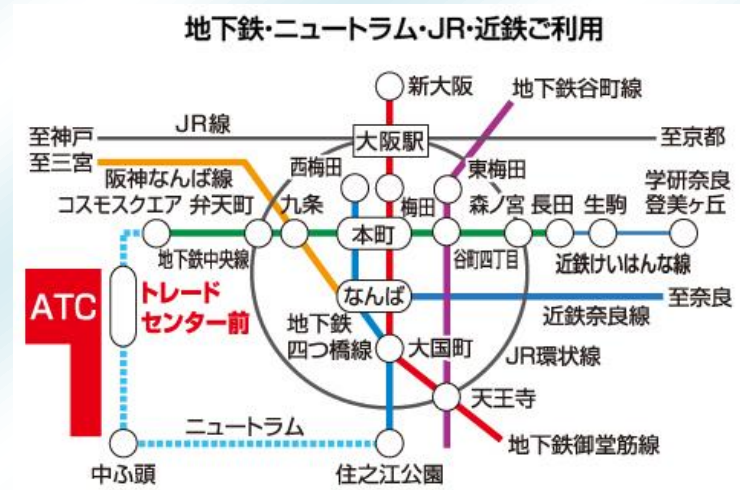 地下鉄・ニュートラム・JR・近鉄ご利用
新大阪
地下鉄谷町線
至神戸
JR線
大阪駅
至京都
至三宮
阪神なんば線
西梅田
梅田
東梅田
学研奈良
登美ヶ丘
コスモスクエア
弁天町
九条
本町
森ノ宮
長田
生駒
地下鉄中央線
谷町四丁目
近鉄けいはんな線
ATC
トレード
センター前
なんば
至奈良
近鉄奈良線
地下鉄
四つ橋線
大国町
JR環状線
天王寺
ニュートラム
地下鉄御堂筋線
中ふ頭
住之江公園